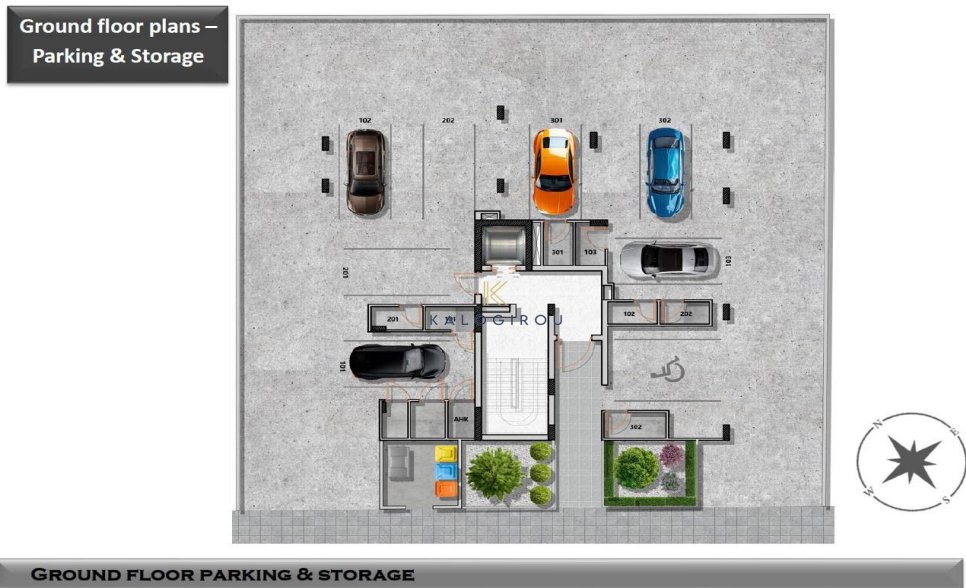 Ground floor plans –
Parking & Storage
102
202
301
302
301
103
103
201
201
KALOGIROU
102
202
101
AHK
302
N
E
W
S
GROUND FLOOR PARKING & STORAGE